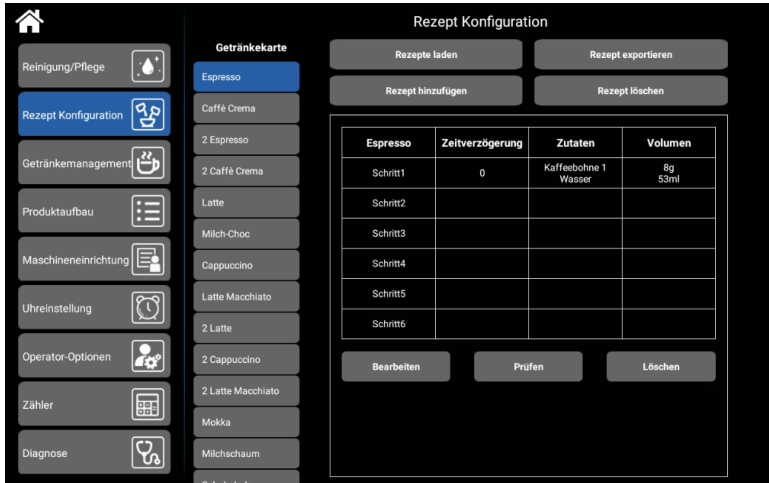 Rezept Konfiguration
Reinigung/Pflege
Rezept Konfiguration
Getränkemanagement
Produktaufbau
Maschineneinrichtung
Uhreinstellung
Operator-Optionen
Zähler
Diagnose
Getränkekarte
Espresso
Caffè Crema
2 Espresso
2 Caffè Crema
Latte
Milch-Choc
Cappuccino
Latte Macchiato
2 Latte
2 Cappuccino
2 Latte Macchiato
Mokka
Milchschaum
Rezepte laden
Rezept exportieren
Rezept hinzufügen
Rezept löschen
Espresso Zeitverzögerung Zutaten Volumen
Schritt1 0 Kaffeebohne 1 8g
Wasser 53ml
Schritt2
Schritt3
Schritt4
Schritt5
Schritt6
Bearbeiten Prüfen Löschen